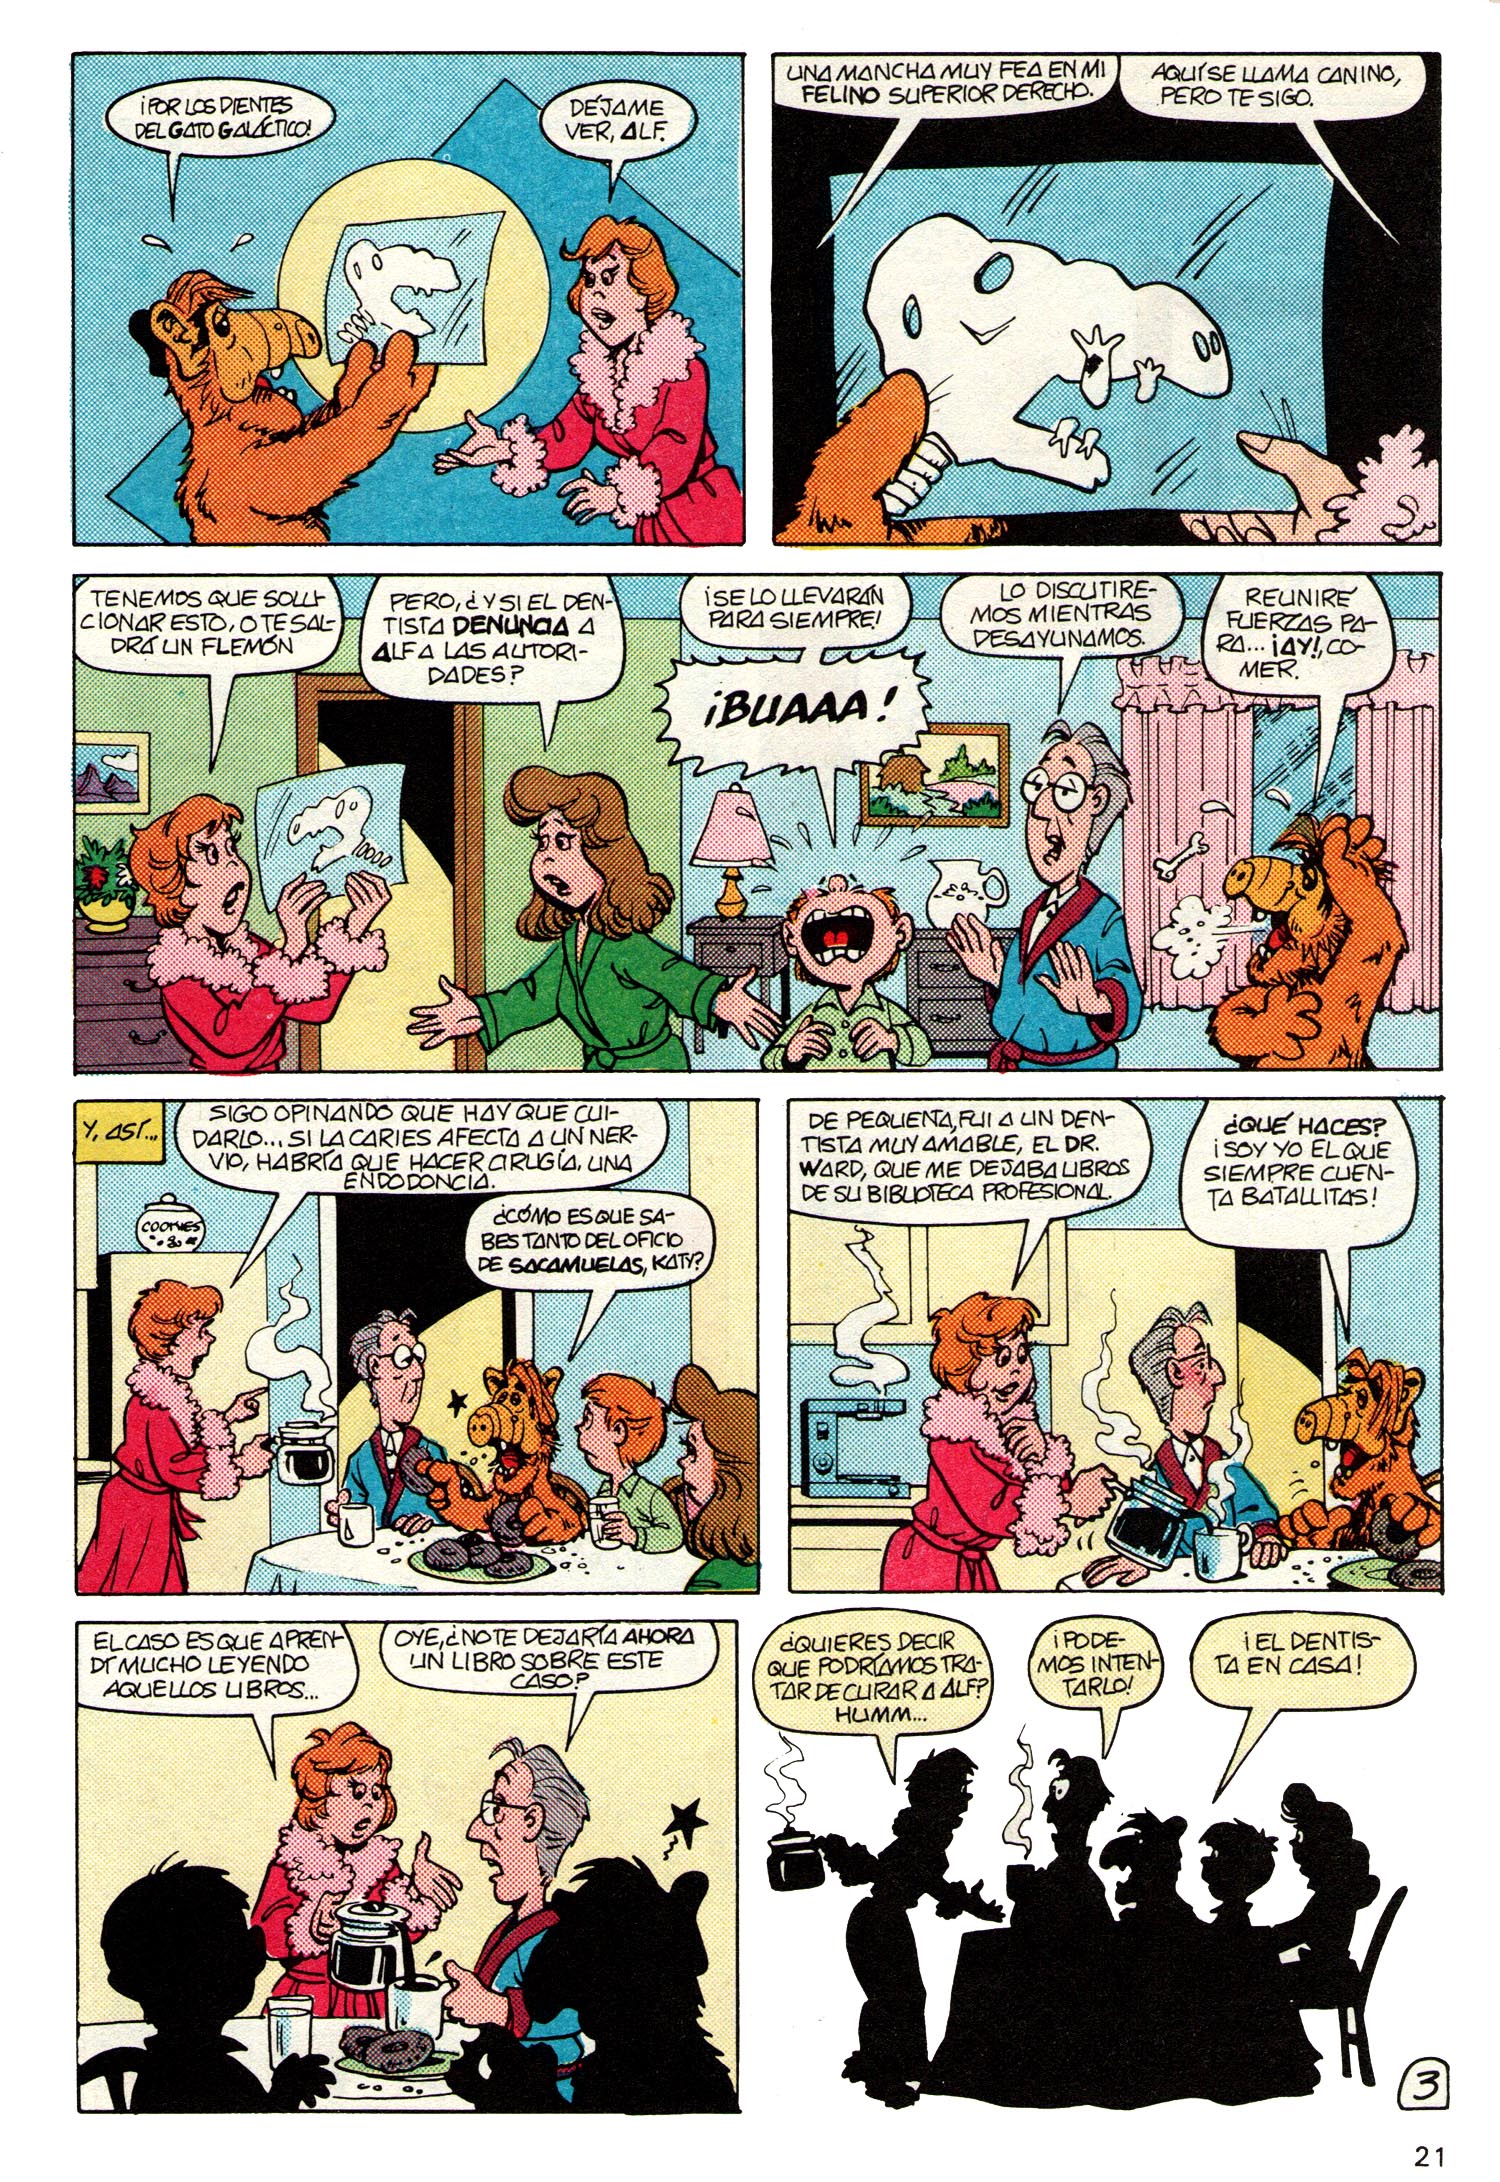 ¡POR LOS DIENTES
DEL GATO GALÁCTICO!
DÉJAME
VER, ALF.
UNA MANCHA MUY FEA EN MI
FELINO SUPERIOR DERECHO.
AQUÍ SE LLAMA CANINO,
PERO TE SIGO.
TENEMOS QUE SOLU-
CIONAR ESTO, O TE SAL-
DRÁ UN FLEMÓN
PERO, ¿Y SI EL DEN-
TISTA DENUNCIA A
ALF A LAS AUTORI-
DADES?
¡SE LO LLEVARÁN
PARA SIEMPRE!
¡BUAAA!
LO DISCUTIRE-
MOS MIENTRAS
DESAYUNAMOS.
REUNIRÉ
FUERZAS PA-
RA... ¡AY!, CO-
MER.
Y, ASÍ...
SIGO OPINANDO QUE HAY QUE CUI-
DARLO... SI LA CARIES AFECTA A UN NER-
VIO, HABRÍA QUE HACER CIRUGÍA, UNA
ENDODONCIA.
COOKIES
¿CÓMO ES QUE SA-
BES TANTO DEL OFICIO
DE SACAMUELAS, KATY?
DE PEQUEÑA, FUI A UN DEN-
TISTA MUY AMABLE, EL DR.
WARD, QUE ME DEJABA LIBROS
DE SU BIBLIOTECA PROFESIONAL.
¿QUÉ HACES?
¡SOY YO EL QUE
SIEMPRE CUEN-
TA BATALLITAS!
EL CASO ES QUE APREN-
DÍ MUCHO LEYENDO
AQUELLOS LIBROS...
OYE, ¿NO TE DEJARÍA AHORA
UN LIBRO SOBRE ESTE
CASO?
¿QUIERES DECIR
QUE PODRÍAMOS TRA-
TAR DE CURAR A ALF?
HUMM...
¡PODE-
MOS INTEN-
TARLO!
¡EL DENTIS-
TA EN CASA!
3
21